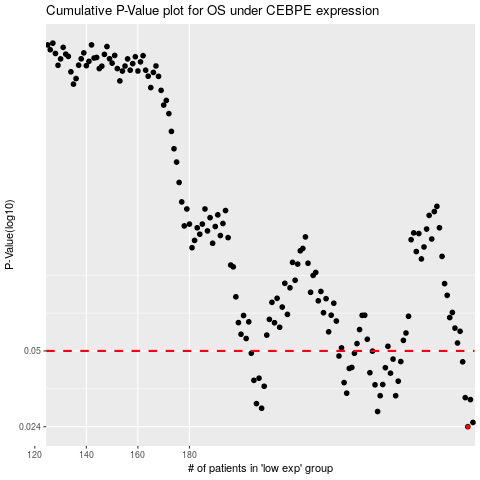 Cumulative P-Value plot for OS under CEBPE expression
P-Value(log10)
0.05
0.024
120 140 160 180
# of patients in 'low exp' group